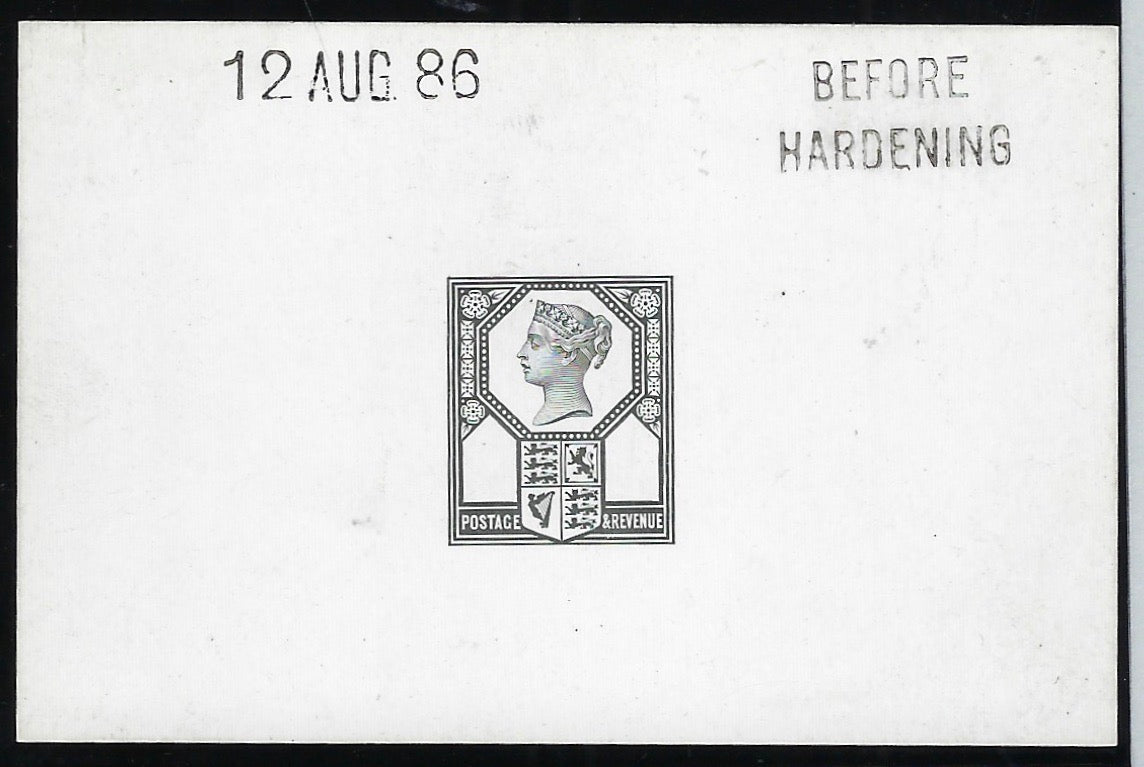 12 AUG. 86
BEFORE
HARDENING
POSTAGE & REVENUE